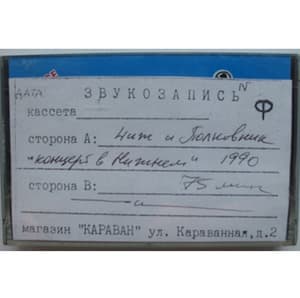 ДАТА ЗВУКОЗАПИСЬ №
кассета Ф
сторона А: Чиж и Полковник
"концерт в Нижнем" 1990
сторона В: 75 мин
магазин "КАРАВАН" ул. Караванная, д.2